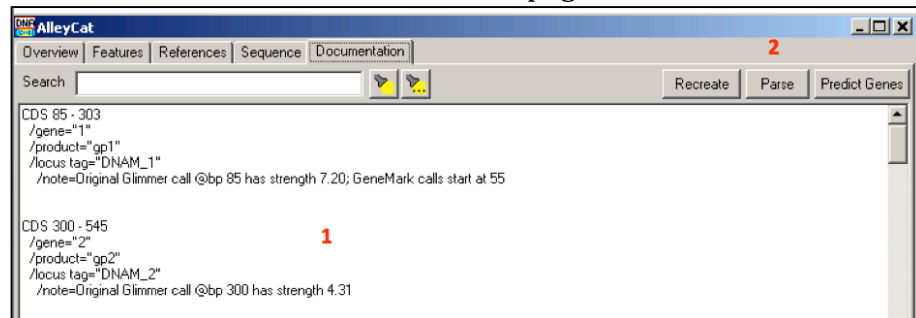 DNA AlleyCat
Overview Features References Sequence Documentation
2
Search
Recreate Parse Predict Genes
CDS 85 - 303
/gene="1"
/product="gp1"
/locus tag="DNAM_1"
/note=Original Glimmer call @bp 85 has strength 7.20; GeneMark calls start at 55
CDS 300 - 545
/gene="2"
1
/product="gp2"
/locus tag="DNAM_2"
/note=Original Glimmer call @bp 300 has strength 4.31